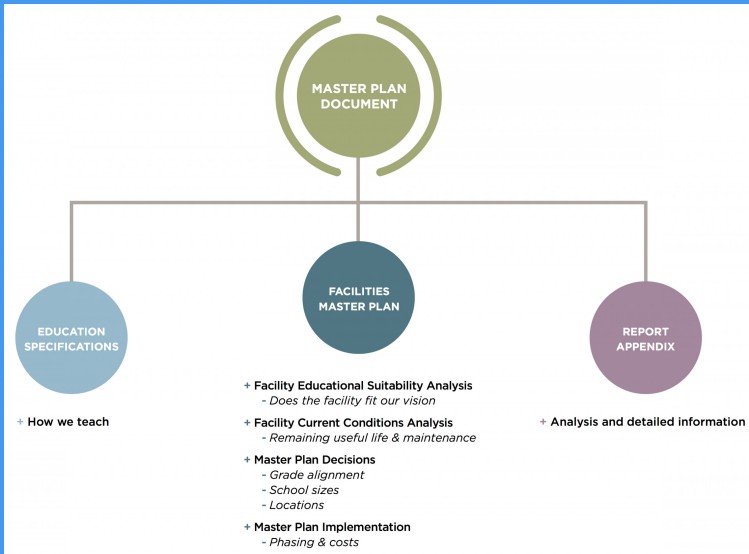 MASTER PLAN
DOCUMENT
EDUCATION
SPECIFICATIONS
+ How we teach
FACILITIES
MASTER PLAN
+ Facility Educational Suitability Analysis
- Does the facility fit our vision
+ Facility Current Conditions Analysis
- Remaining useful life & maintenance
+ Master Plan Decisions
- Grade alignment
- School sizes
- Locations
+ Master Plan Implementation
- Phasing & costs
REPORT
APPENDIX
+ Analysis and detailed information